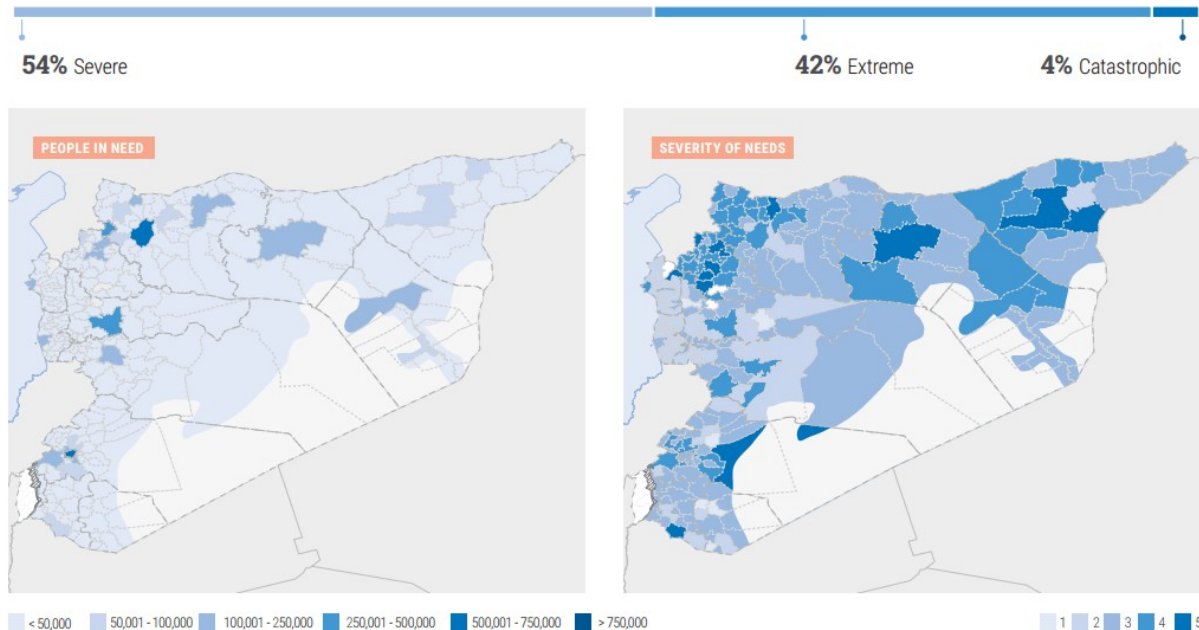 54% Severe
42% Extreme
4% Catastrophic
PEOPLE IN NEED
SEVERITY OF NEEDS
< 50,000
50,001 - 100,000
100,001 - 250,000
250,001 - 500,000
500,001 - 750,000
> 750,000
1
2
3
4
5